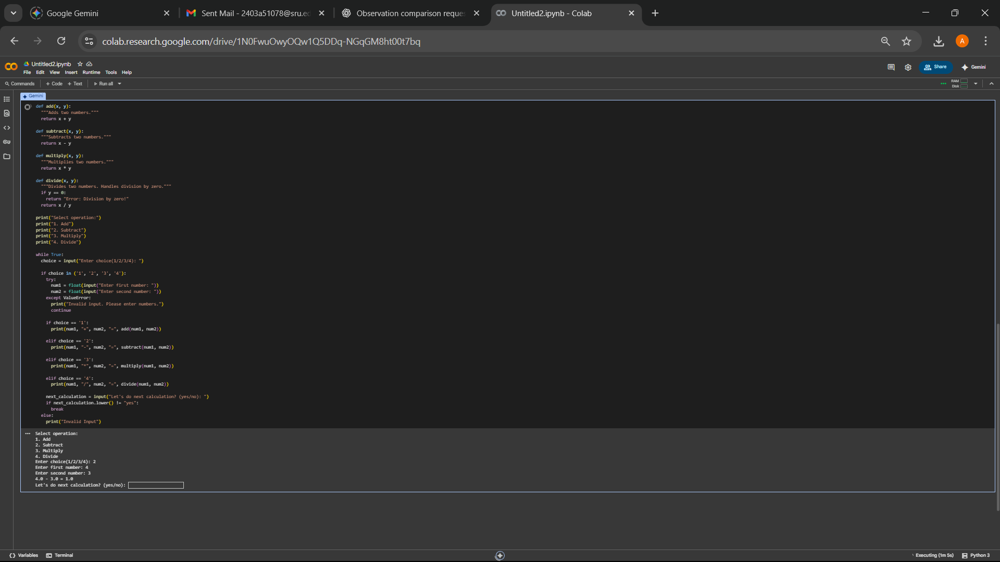 Google Gemini
Sent Mail - 2403a51078@sru.ed
Observation comparison reques
Untitled2.ipynb - Colab
colab.research.google.com/drive/1N0FwuOwyOQw1Q5DDq-NGqGM8ht00t7bq
A
Untitled2.ipynb
File Edit View Insert Runtime Tools Help
Share
Gemini
Commands + Code + Text Run all
RAM
Disk
Gemini
def add(x, y):
"""Adds two numbers."""
return x + y
def subtract(x, y):
"""Subtracts two numbers."""
return x - y
def multiply(x, y):
"""Multiplies two numbers."""
return x * y
def divide(x, y):
"""Divides two numbers. Handles division by zero."""
if y == 0:
return "Error: Division by zero!"
return x / y
print("Select operation:")
print("1. Add")
print("2. Subtract")
print("3. Multiply")
print("4. Divide")
while True:
choice = input("Enter choice(1/2/3/4): ")
if choice in ('1', '2', '3', '4'):
try:
num1 = float(input("Enter first number: "))
num2 = float(input("Enter second number: "))
except ValueError:
print("Invalid input. Please enter numbers.")
continue
if choice == '1':
print(num1, "+", num2, "=", add(num1, num2))
elif choice == '2':
print(num1, "-", num2, "=", subtract(num1, num2))
elif choice == '3':
print(num1, "*", num2, "=", multiply(num1, num2))
elif choice == '4':
print(num1, "/", num2, "=", divide(num1, num2))
next_calculation = input("Let's do next calculation? (yes/no): ")
if next_calculation.lower() != "yes":
break
else:
print("Invalid Input")
Select operation:
1. Add
2. Subtract
3. Multiply
4. Divide
Enter choice(1/2/3/4): 2
Enter first number: 4
Enter second number: 3
4.0 - 3.0 = 1.0
Let's do next calculation? (yes/no):
Variables Terminal
Executing (1m 5s) Python 3